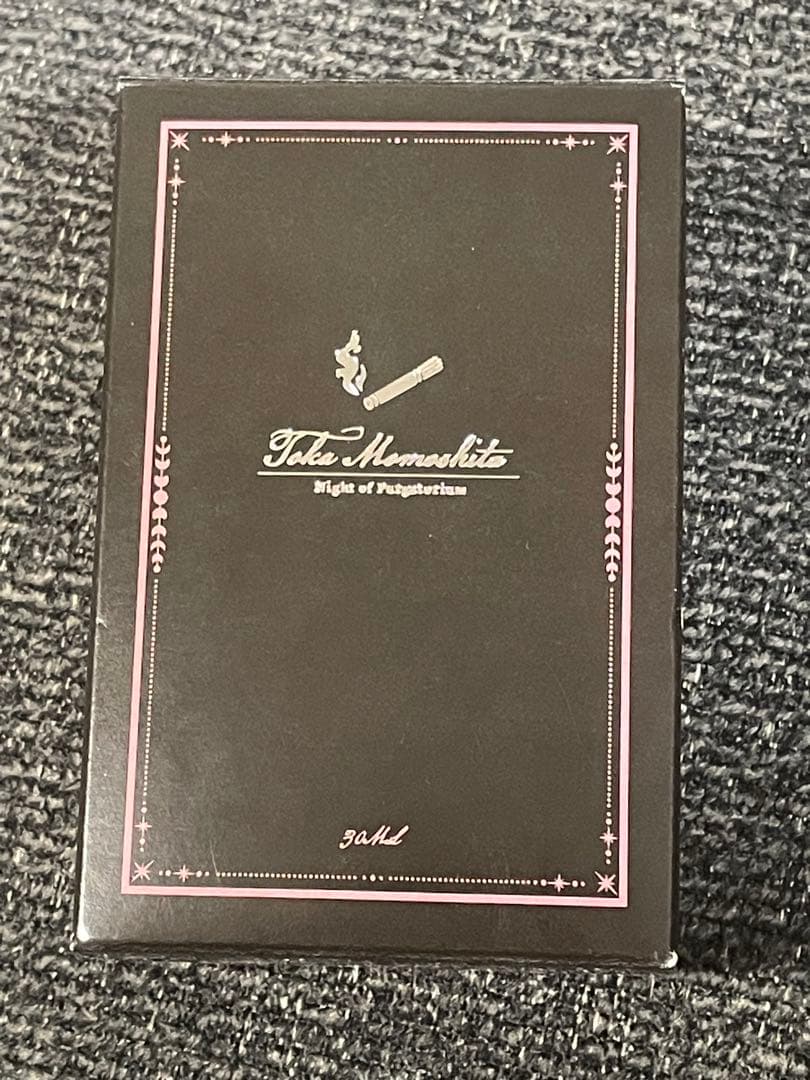 Toka Momoshita
Night of Purgatorium
30Ml